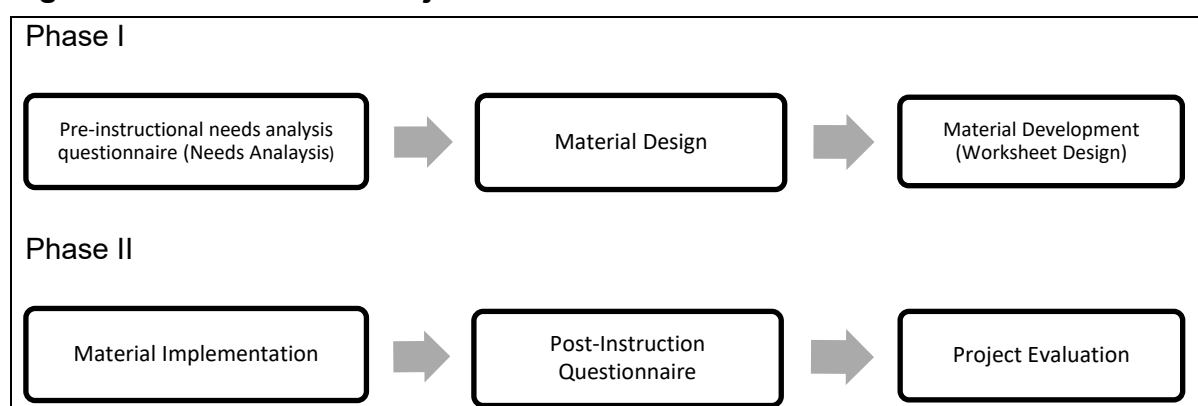 Phase I
Pre-instructional needs analysis
questionnaire (Needs Analaysis)
Material Design
Material Development
(Worksheet Design)
Phase II
Material Implementation
Post-Instruction
Questionnaire
Project Evaluation